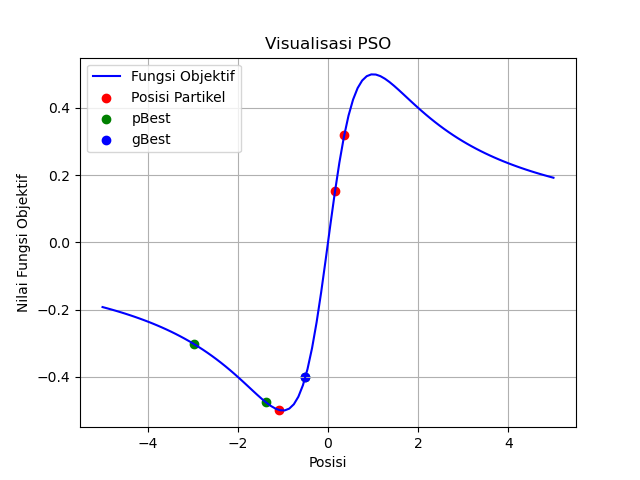 Visualisasi PSO
Fungsi Objektif
Posisi Partikel
pBest
gBest
Nilai Fungsi Objektif
0.4
0.2
0.0
−0.2
−0.4
−4
−2
0
2
4
Posisi